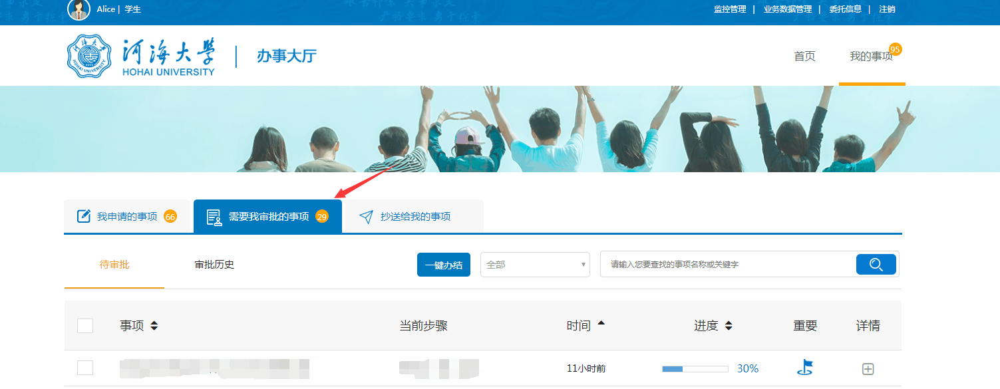 Alice | 学生
监控管理 | 业务数据管理 | 委托信息 | 注销
河海大学
HOHAI UNIVERSITY
办事大厅
首页
我的事项 95
我申请的事项 66
需要我审批的事项 29
抄送给我的事项
待审批
审批历史
一键办结
全部
请输入您要查找的事项名称或关键字
事项 当前步骤 时间 进度 重要 详情
11小时前 30%